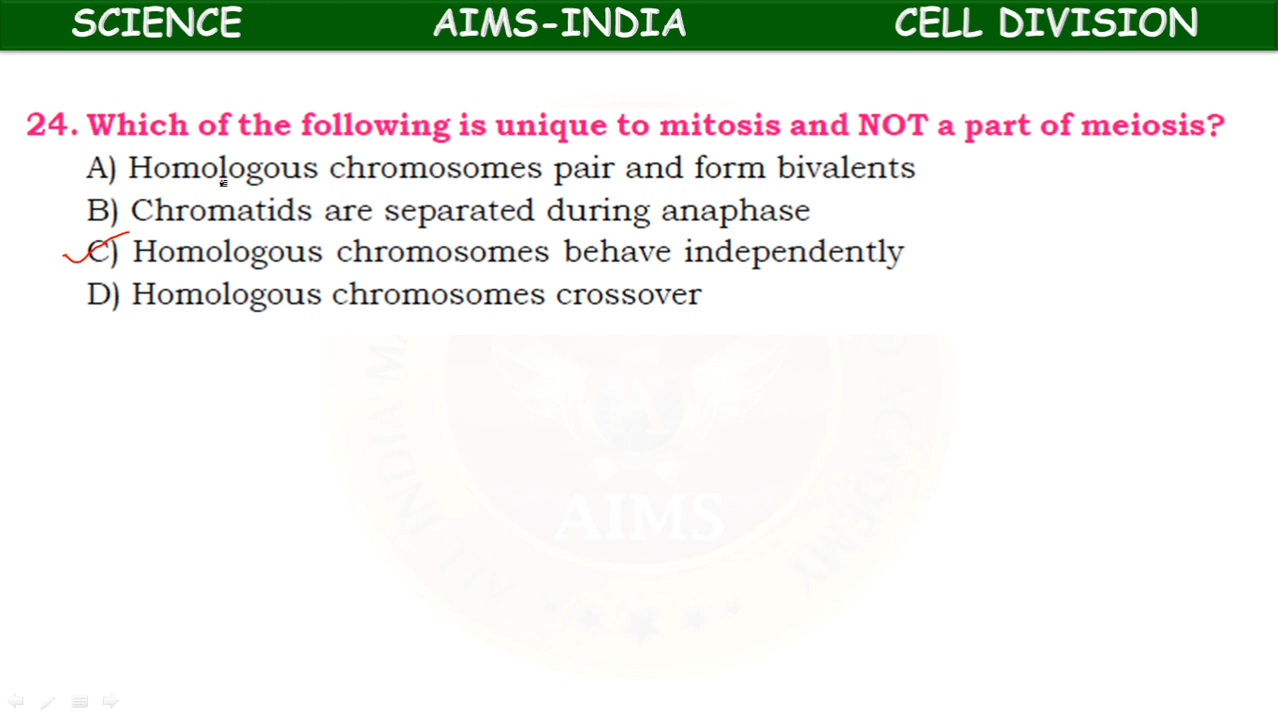 SCIENCE AIMS-INDIA CELL DIVISION
24. Which of the following is unique to mitosis and NOT a part of meiosis?
A) Homologous chromosomes pair and form bivalents
B) Chromatids are separated during anaphase
C) Homologous chromosomes behave independently
D) Homologous chromosomes crossover
AIMS